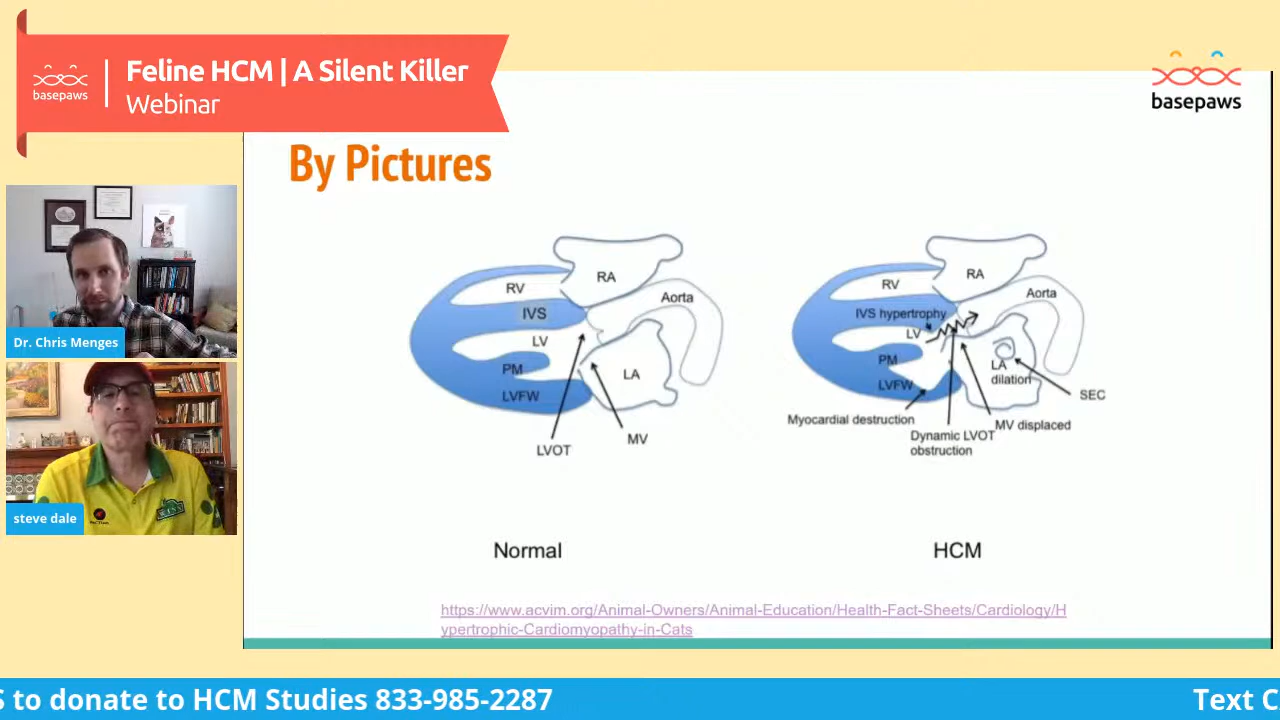 Feline HCM | A Silent Killer
Webinar
basepaws
basepaws
By Pictures
Dr. Chris Menges
steve dale
RA
RV
Aorta
IVS
LV
PM
LA
LVFW
LVOT
MV
Normal
RA
RV
Aorta
IVS hypertrophy
LV
PM
LA
dilation
LVFW
SEC
Myocardial destruction
Dynamic LVOT
obstruction
MV displaced
HCM
https://www.acvim.org/Animal-Owners/Animal-Education/Health-Fact-Sheets/Cardiology/H
ypertrophic-Cardiomyopathy-in-Cats
S to donate to HCM Studies 833-985-2287
Text C